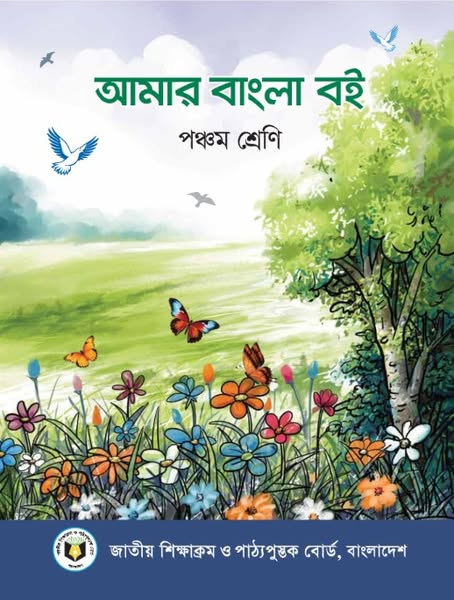 আমার বাংলা বই
পঞ্চম শ্রেণি
জাতীয় শিক্ষাক্রম ও পাঠ্যপুস্তক বোর্ড, বাংলাদেশ